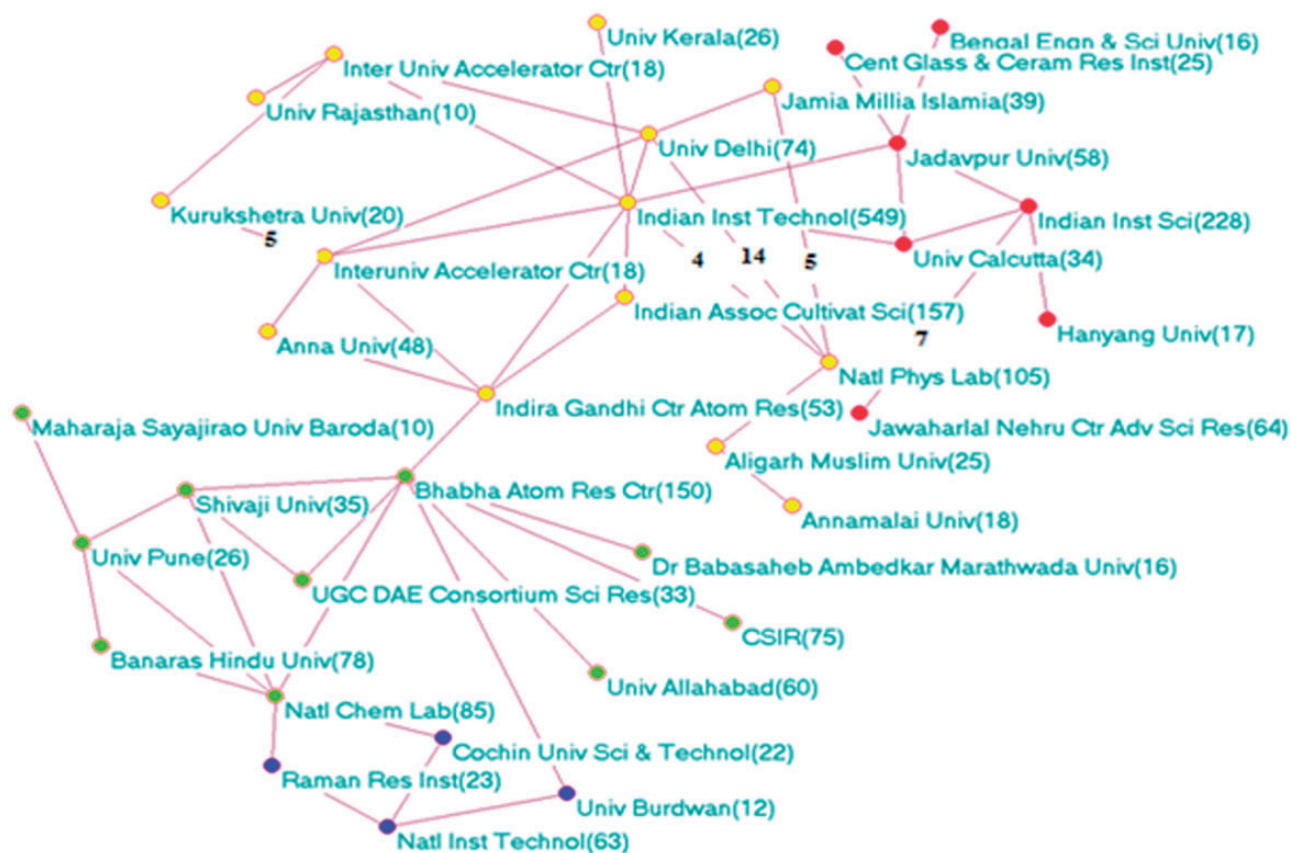 Univ Kerala(26)
Bengal Engn & Sci Univ(16)
Cent Glass & Ceram Res Inst(25)
Inter Univ Accelerator Ctr(18)
Jamia Millia Islamia(39)
Univ Rajasthan(10)
Univ Delhi(74)
Jadavpur Univ(58)
Kurukshetra Univ(20)
Indian Inst Technol(549)
Indian Inst Sci(228)
5
4
14
5
Univ Calcutta(34)
Interuniv Accelerator Ctr(18)
Indian Assoc Cultivat Sci(157)
Hanyang Univ(17)
7
Anna Univ(48)
Natl Phys Lab(105)
Indira Gandhi Ctr Atom Res(53)
Maharaja Sayajirao Univ Baroda(10)
Jawaharlal Nehru Ctr Adv Sci Res(64)
Aligarh Muslim Univ(25)
Bhabha Atom Res Ctr(150)
Shivaji Univ(35)
Annamalai Univ(18)
Univ Pune(26)
Dr Babasaheb Ambedkar Marathwada Univ(16)
UGC DAE Consortium Sci Res(33)
CSIR(75)
Banaras Hindu Univ(78)
Univ Allahabad(60)
Natl Chem Lab(85)
Cochin Univ Sci & Technol(22)
Raman Res Inst(23)
Univ Burdwan(12)
Natl Inst Technol(63)